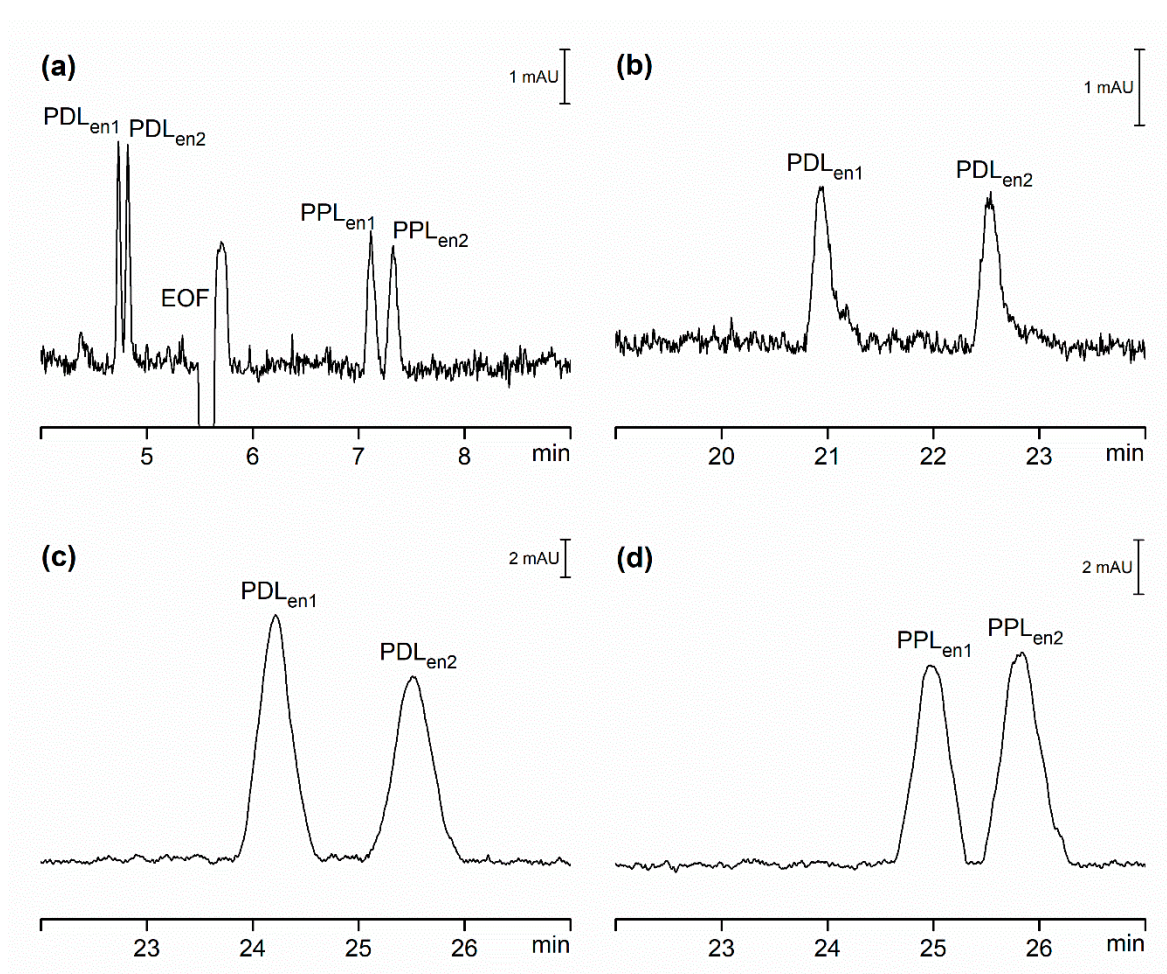 (a)
1 mAU
PDLen1 PDLen2
EOF
PPLen1 PPLen2
5 6 7 8 min
(b)
1 mAU
PDLen1
PDLen2
20 21 22 23 min
(c)
2 mAU
PDLen1
PDLen2
23 24 25 26 min
(d)
2 mAU
PPLen1
PPLen2
23 24 25 26 min